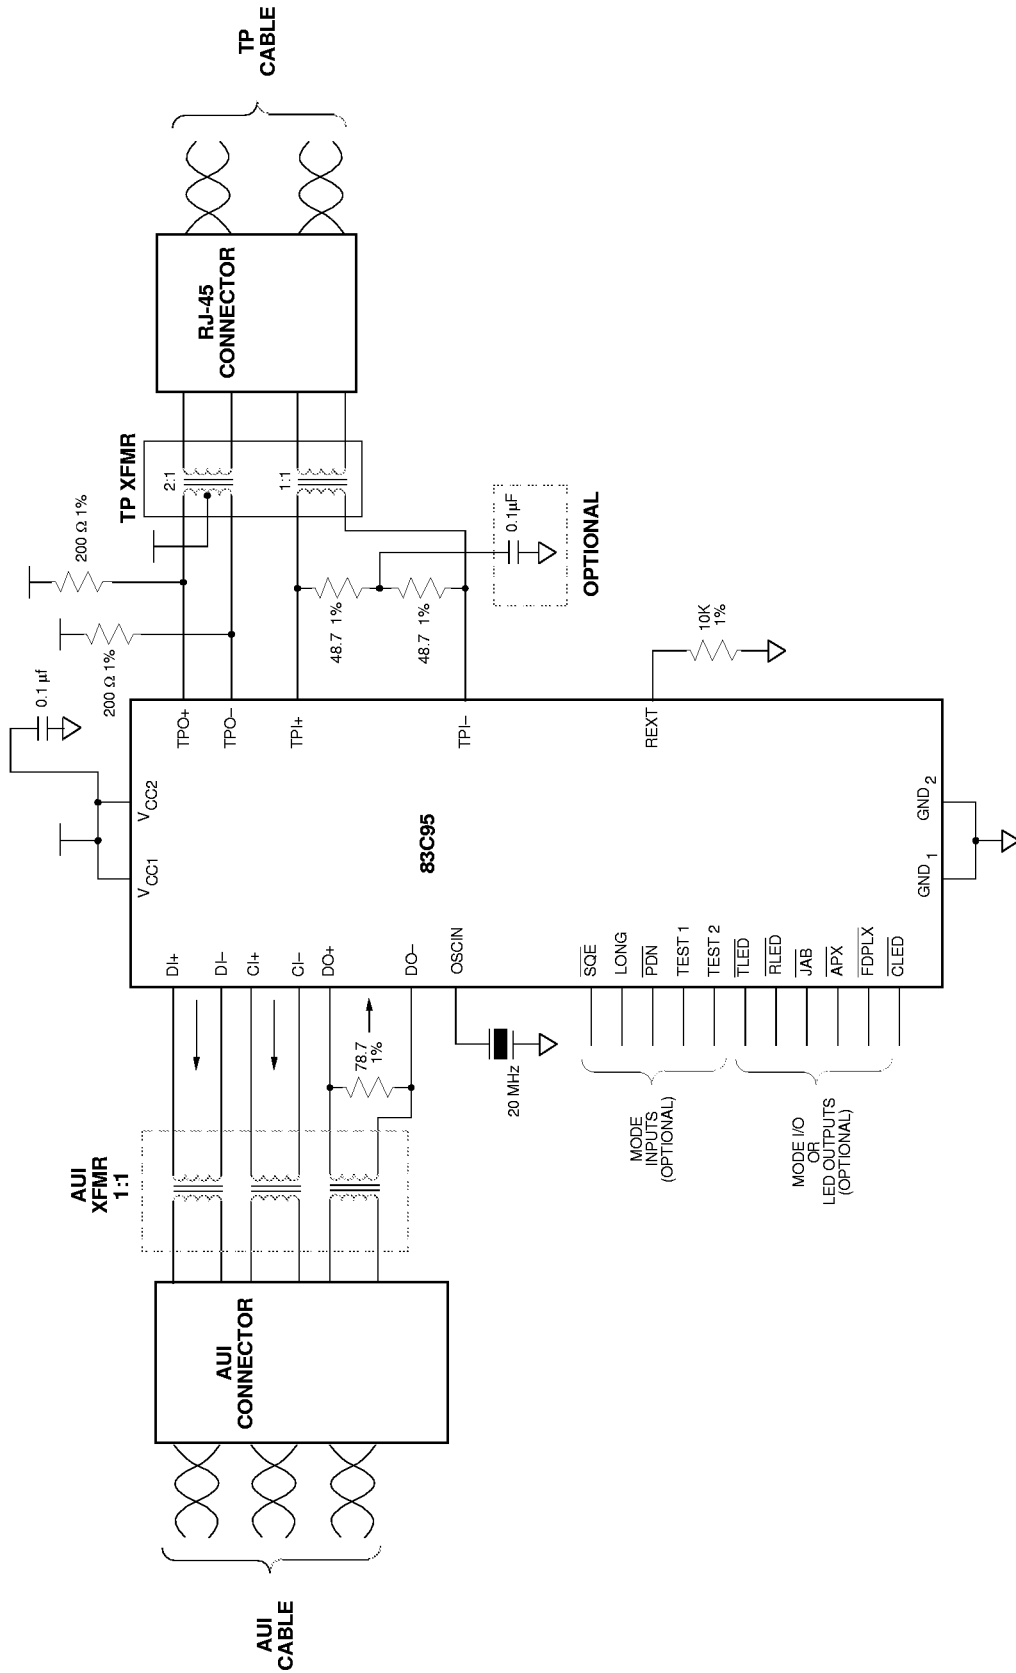 AUI
CABLE
AUI
CONNECTOR
AUI
XFMR
1:1
DI+
DI–
CI+
CI–
DO+
DO–
OSCIN
78.7
1%
20 MHz
SQE
LONG
PDN
TEST 1
TEST 2
TLED
RLED
JAB
APX
FDPLX
CLED
MODE
INPUTS
(OPTIONAL)
MODE I/O
OR
LED OUTPUTS
(OPTIONAL)
VCC1
VCC2
0.1 µf
83C95
GND 1
GND 2
TPO+
TPO–
TPI+
TPI–
REXT
200 Ω 1%
200 Ω 1%
48.7 1%
48.7 1%
10K
1%
0.1µF
OPTIONAL
TP XFMR
2:1
1:1
RJ-45
CONNECTOR
TP
CABLE